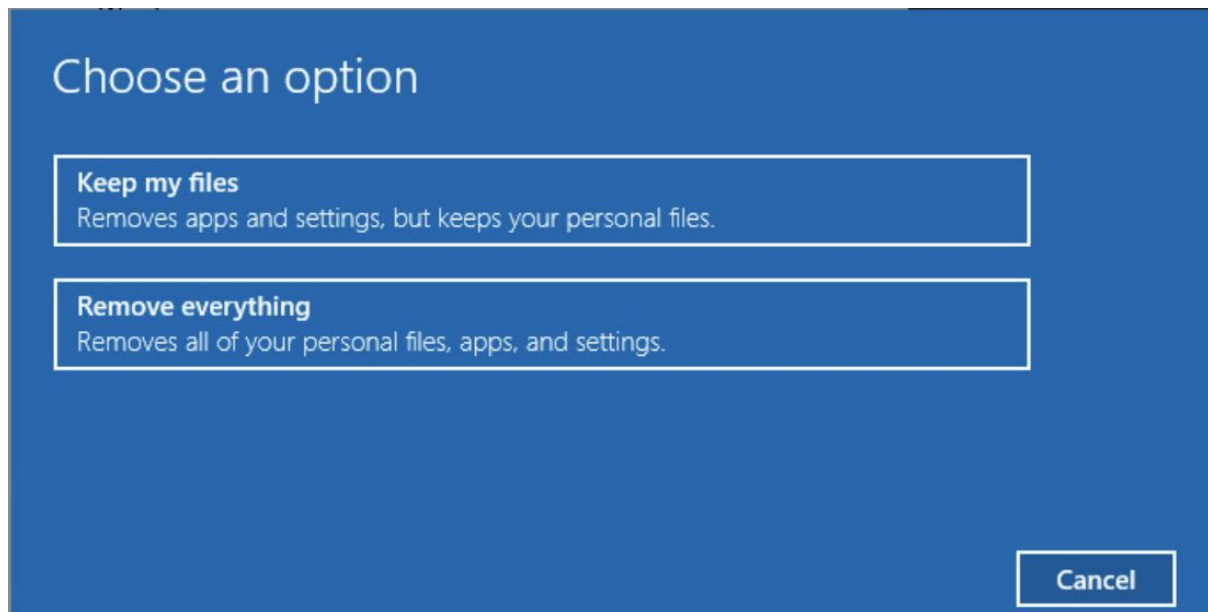 Choose an option
Keep my files
Removes apps and settings, but keeps your personal files.
Remove everything
Removes all of your personal files, apps, and settings.
Cancel